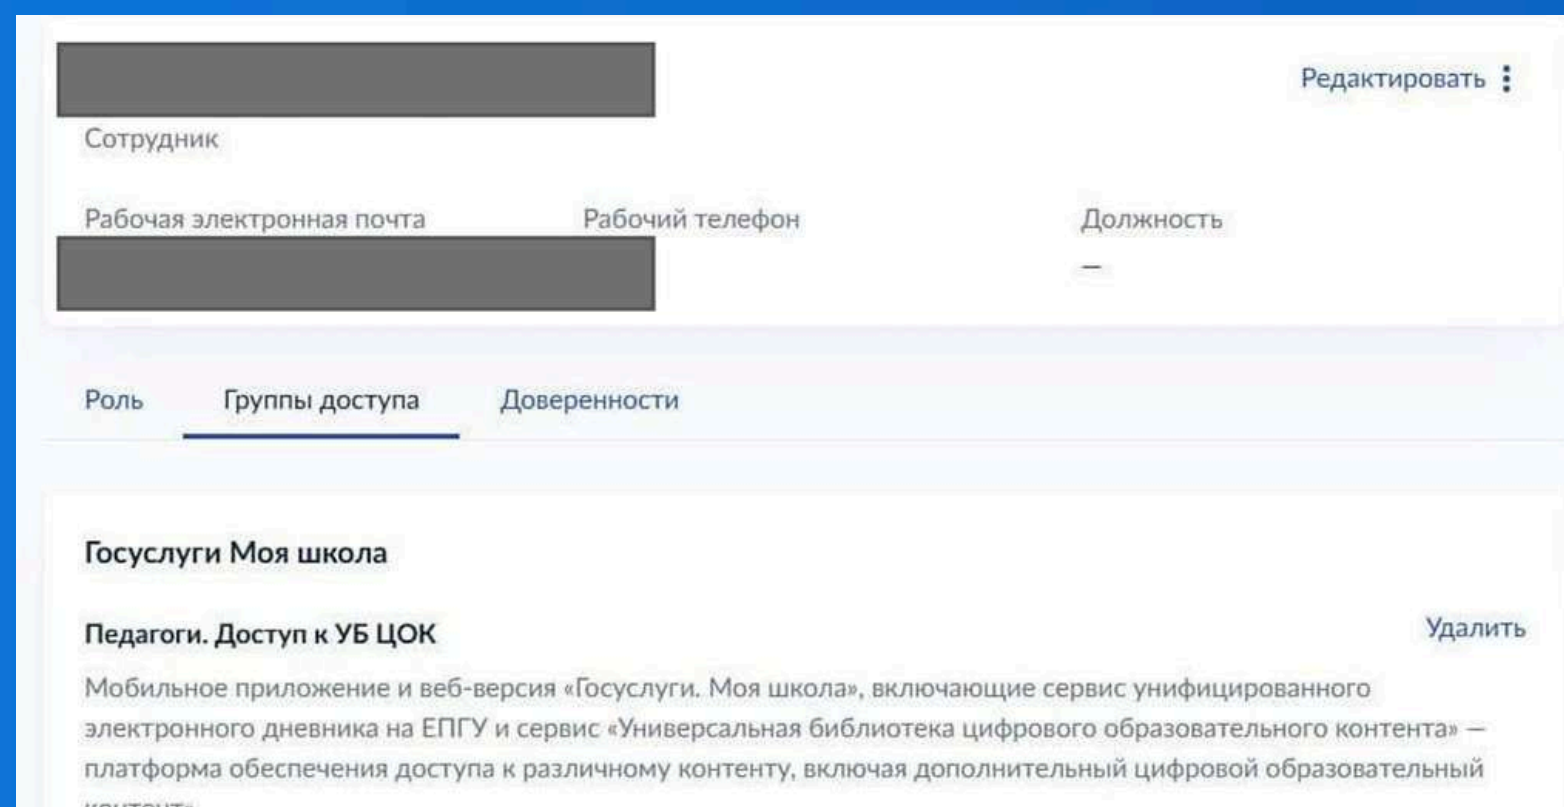 Редактировать
Сотрудник
Рабочая электронная почта Рабочий телефон Должность
—
Роль Группы доступа Доверенности
Госуслуги Моя школа
Педагоги. Доступ к УБ ЦОК Удалить
Мобильное приложение и веб-версия «Госуслуги. Моя школа», включающие сервис унифицированного
электронного дневника на ЕПГУ и сервис «Универсальная библиотека цифрового образовательного контента» —
платформа обеспечения доступа к различному контенту, включая дополнительный цифровой образовательный